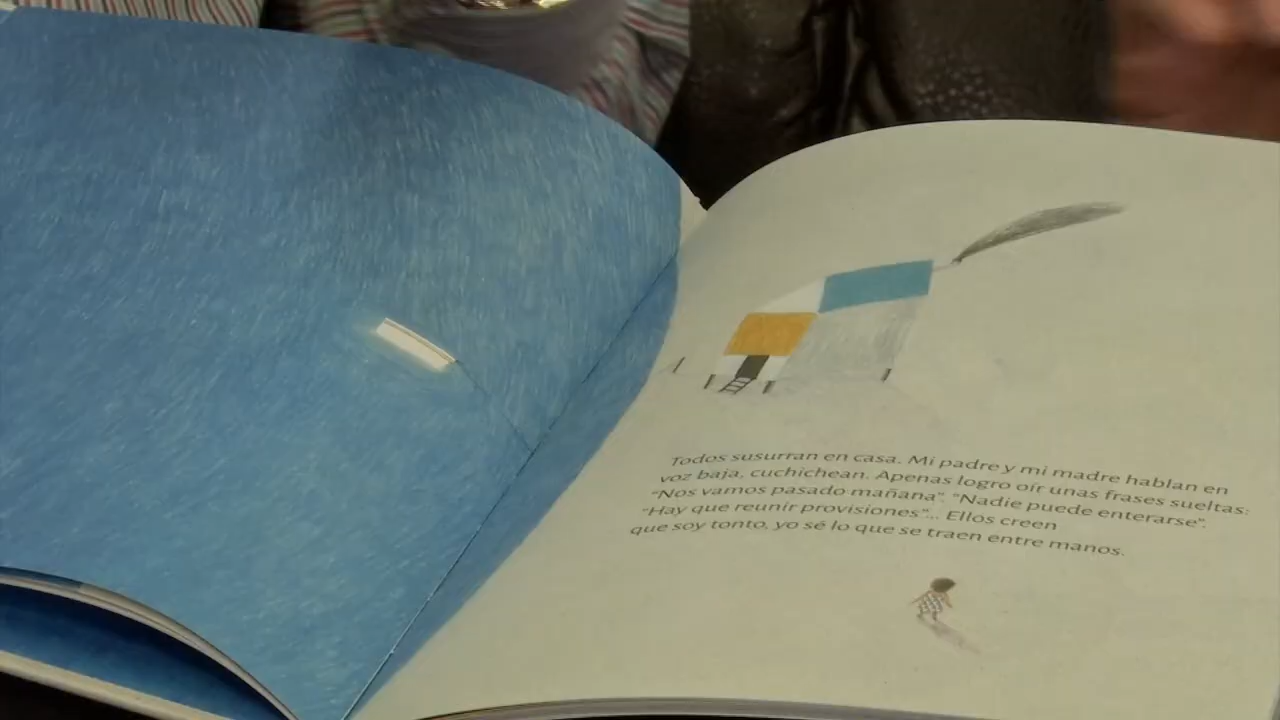 Todos susurran en casa. Mi padre y mi madre hablan en
voz baja, cuchichean. Apenas logro oír unas frases sueltas:
"Nos vamos pasado mañana". "Nadie puede enterarse".
"Hay que reunir provisiones"... Ellos creen
que soy tonto, yo sé lo que se traen entre manos.